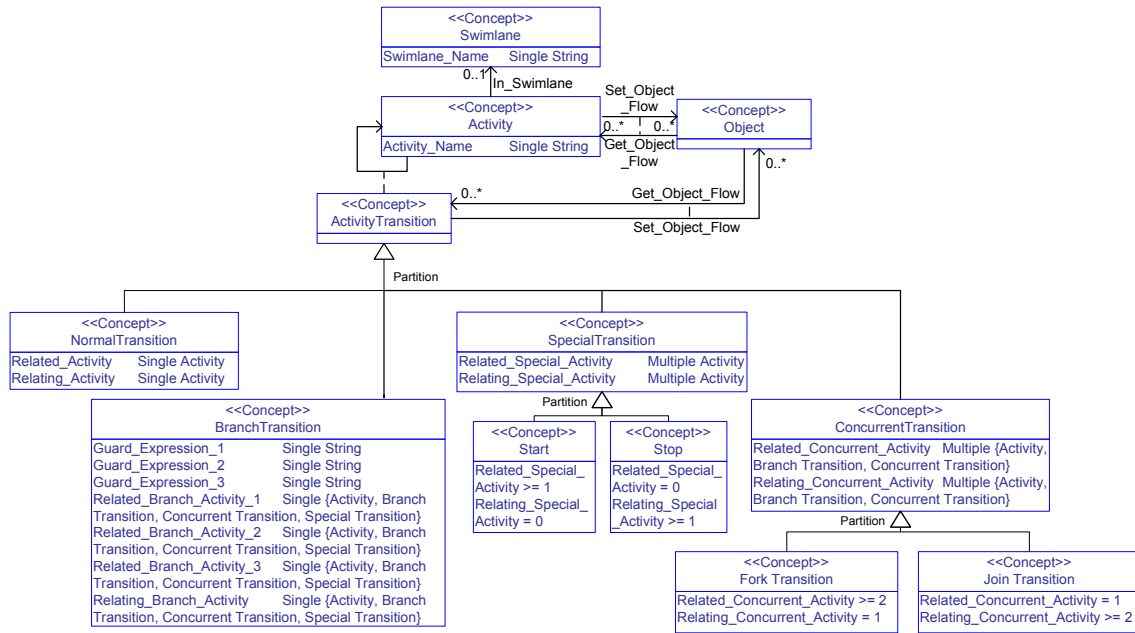 <<Concept>>
Swimlane
Swimlane_Name Single String
0..1
In_Swimlane
<<Concept>>
Activity
Activity_Name Single String
Set_Object
_Flow
0..* 0..*
Get_Object
_Flow
<<Concept>>
Object
0..*
0..*
Get_Object_Flow
Set_Object_Flow
<<Concept>>
ActivityTransition
Partition
<<Concept>>
NormalTransition
Related_Activity Single Activity
Relating_Activity Single Activity
<<Concept>>
SpecialTransition
Related_Special_Activity Multiple Activity
Relating_Special_Activity Multiple Activity
<<Concept>>
BranchTransition
Guard_Expression_1 Single String
Guard_Expression_2 Single String
Guard_Expression_3 Single String
Related_Branch_Activity_1 Single {Activity, Branch
Transition, Concurrent Transition, Special Transition}
Related_Branch_Activity_2 Single {Activity, Branch
Transition, Concurrent Transition, Special Transition}
Related_Branch_Activity_3 Single {Activity, Branch
Transition, Concurrent Transition, Special Transition}
Relating_Branch_Activity Single {Activity, Branch
Transition, Concurrent Transition, Special Transition}
Partition
<<Concept>>
Start
Related_Special_
Activity >= 1
Relating_Special_
Activity = 0
<<Concept>>
Stop
Related_Special_
Activity = 0
Relating_Special
_Activity >= 1
<<Concept>>
ConcurrentTransition
Related_Concurrent_Activity Multiple {Activity,
Branch Transition, Concurrent Transition}
Relating_Concurrent_Activity Multiple {Activity,
Branch Transition, Concurrent Transition}
Partition
<<Concept>>
Fork Transition
Related_Concurrent_Activity >= 2
Relating_Concurrent_Activity = 1
<<Concept>>
Join Transition
Related_Concurrent_Activity = 1
Relating_Concurrent_Activity >= 2